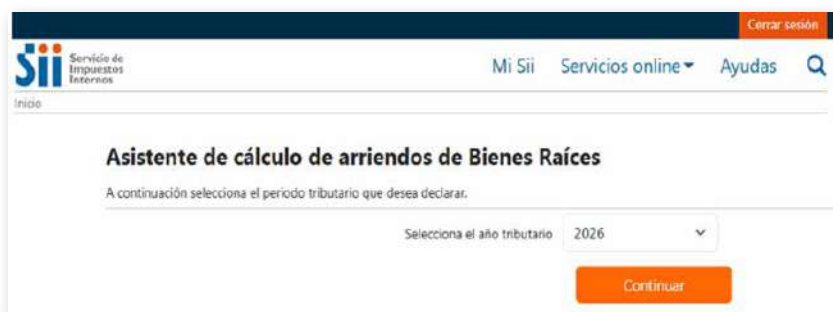 Cerrar sesión
Sii Servicio de
Impuestos
Internos
Mi Sii Servicios online Ayudas
Inicio
Asistente de cálculo de arriendos de Bienes Raíces
A continuación selecciona el periodo tributario que desea declarar.
Selecciona el año tributario 2026
Continuar